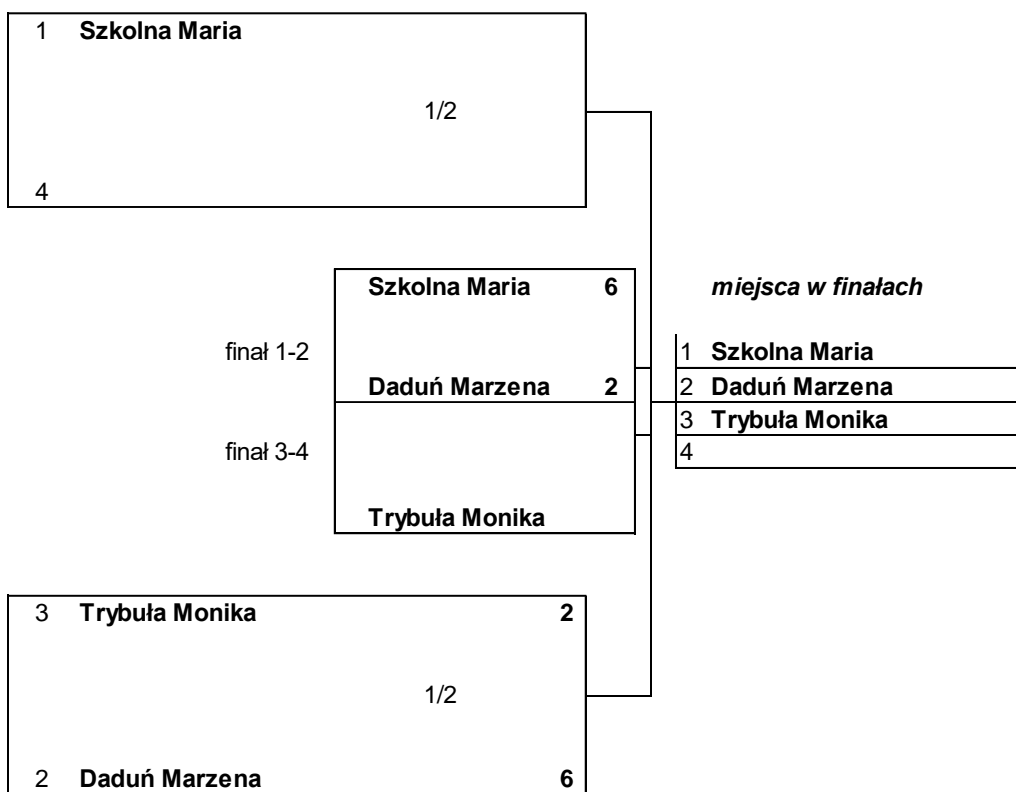 1 Szkolna Maria
1/2
4
Szkolna Maria 6 miejsca w finałach
finał 1-2 1 Szkolna Maria
Daduń Marzena 2 2 Daduń Marzena
3 Trybuła Monika
finał 3-4 4
Trybuła Monika
3 Trybuła Monika 2
1/2
2 Daduń Marzena 6